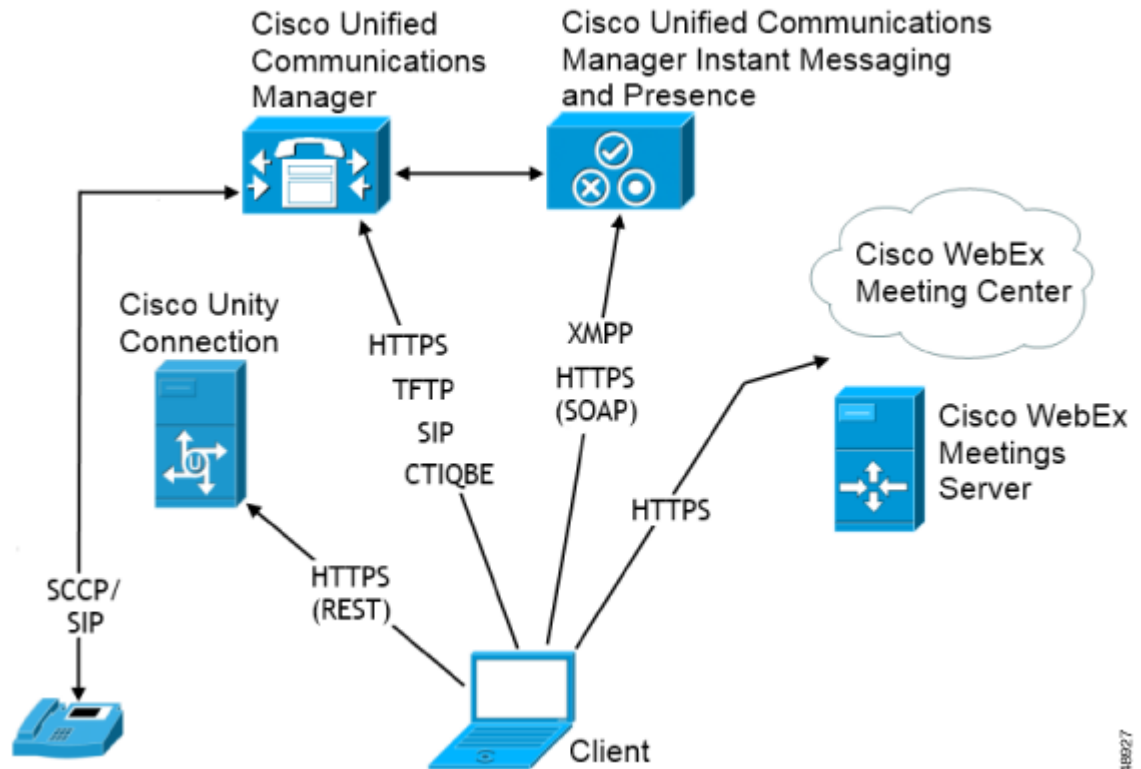 Cisco Unified
Communications
Manager
Cisco Unified Communications
Manager Instant Messaging
and Presence
Cisco WebEx
Meeting Center
Cisco Unity
Connection
HTTPS
TFTP
SIP
CTIQBE
XMPP
HTTPS
(SOAP)
Cisco WebEx
Meetings
Server
HTTPS
HTTPS
(REST)
SCCP/
SIP
U
Client